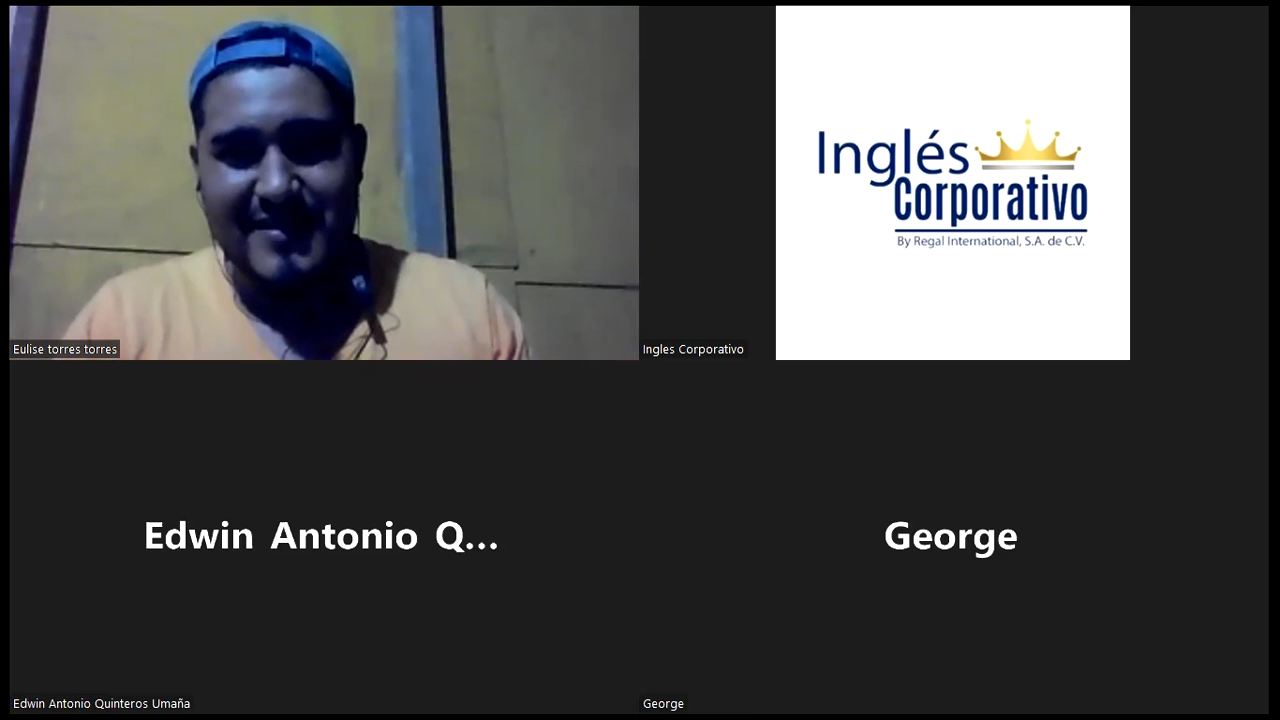 Eulise torres torres
Inglés
Corporativo
By Regal International, S.A. de C.V.
Ingles Corporativo
Edwin Antonio Q...
Edwin Antonio Quinteros Umaña
George
George